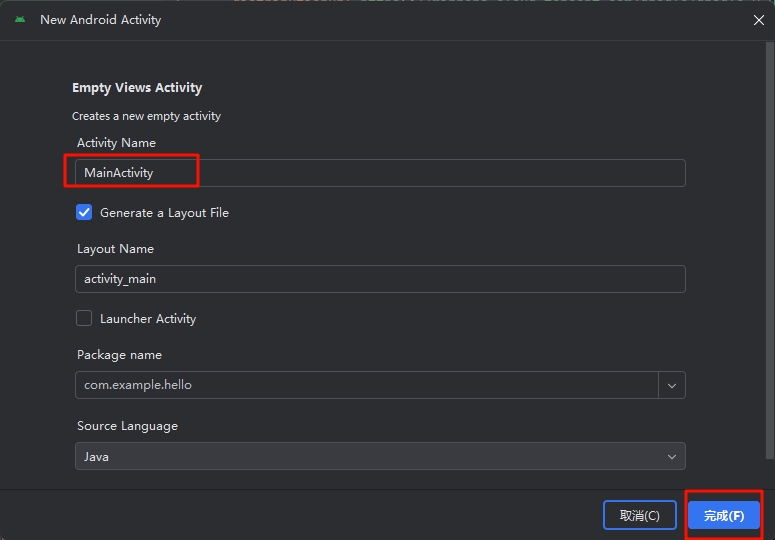 New Android Activity
Empty Views Activity
Creates a new empty activity
Activity Name
MainActivity
Generate a Layout File
Layout Name
activity_main
Launcher Activity
Package name
com.example.hello
Source Language
Java
取消(C)
完成(F)